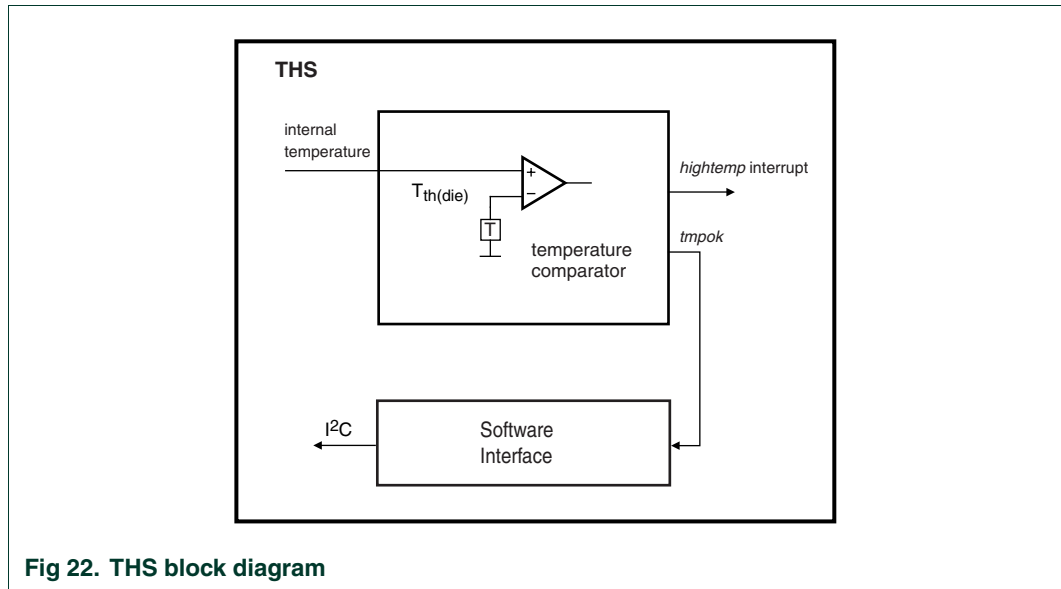 THS
internal
temperature
T_th(die)
+
−
T
temperature
comparator
hightemp interrupt
tmpok
I²C
Software
Interface
Fig 22. THS block diagram